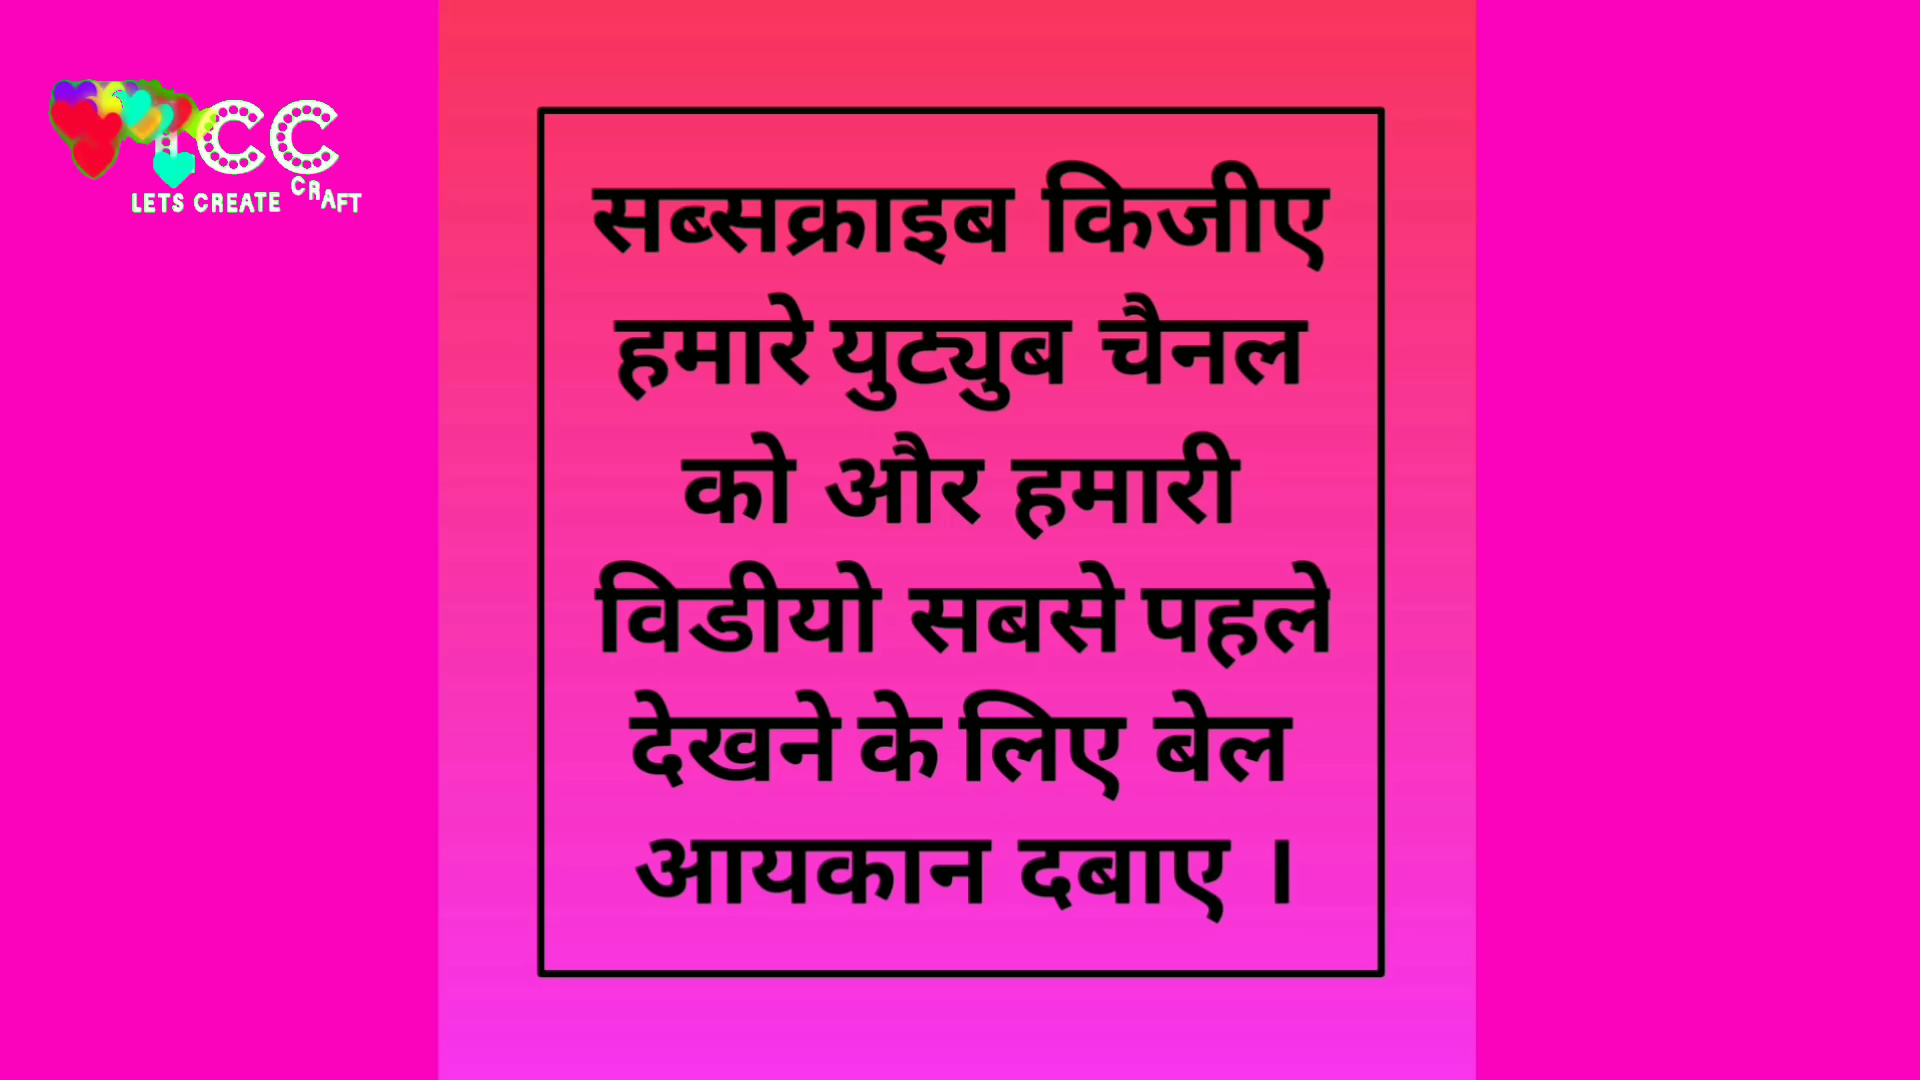 LCC
LETS CREATE CRAFT
सब्सक्राइब किजीए
हमारे युट्युब चैनल
को और हमारी
विडीयो सबसे पहले
देखने के लिए बेल
आयकान दबाए ।